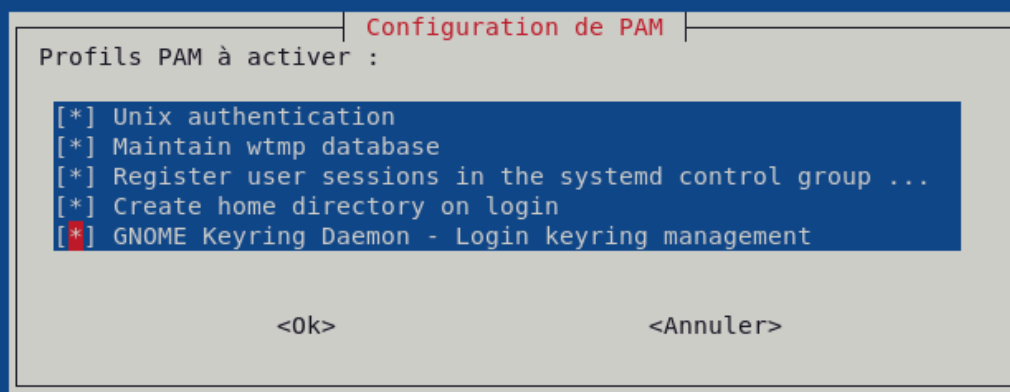 Configuration de PAM
Profils PAM à activer :
[*] Unix authentication
[*] Maintain wtmp database
[*] Register user sessions in the systemd control group ...
[*] Create home directory on login
[*] GNOME Keyring Daemon - Login keyring management
<Ok> <Annuler>